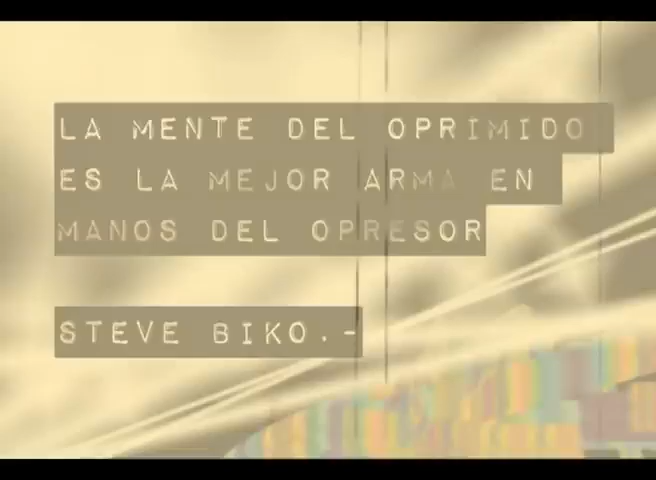 LA MENTE DEL OPRIMIDO
ES LA MEJOR ARMA EN
MANOS DEL OPRESOR
STEVE BIKO.-